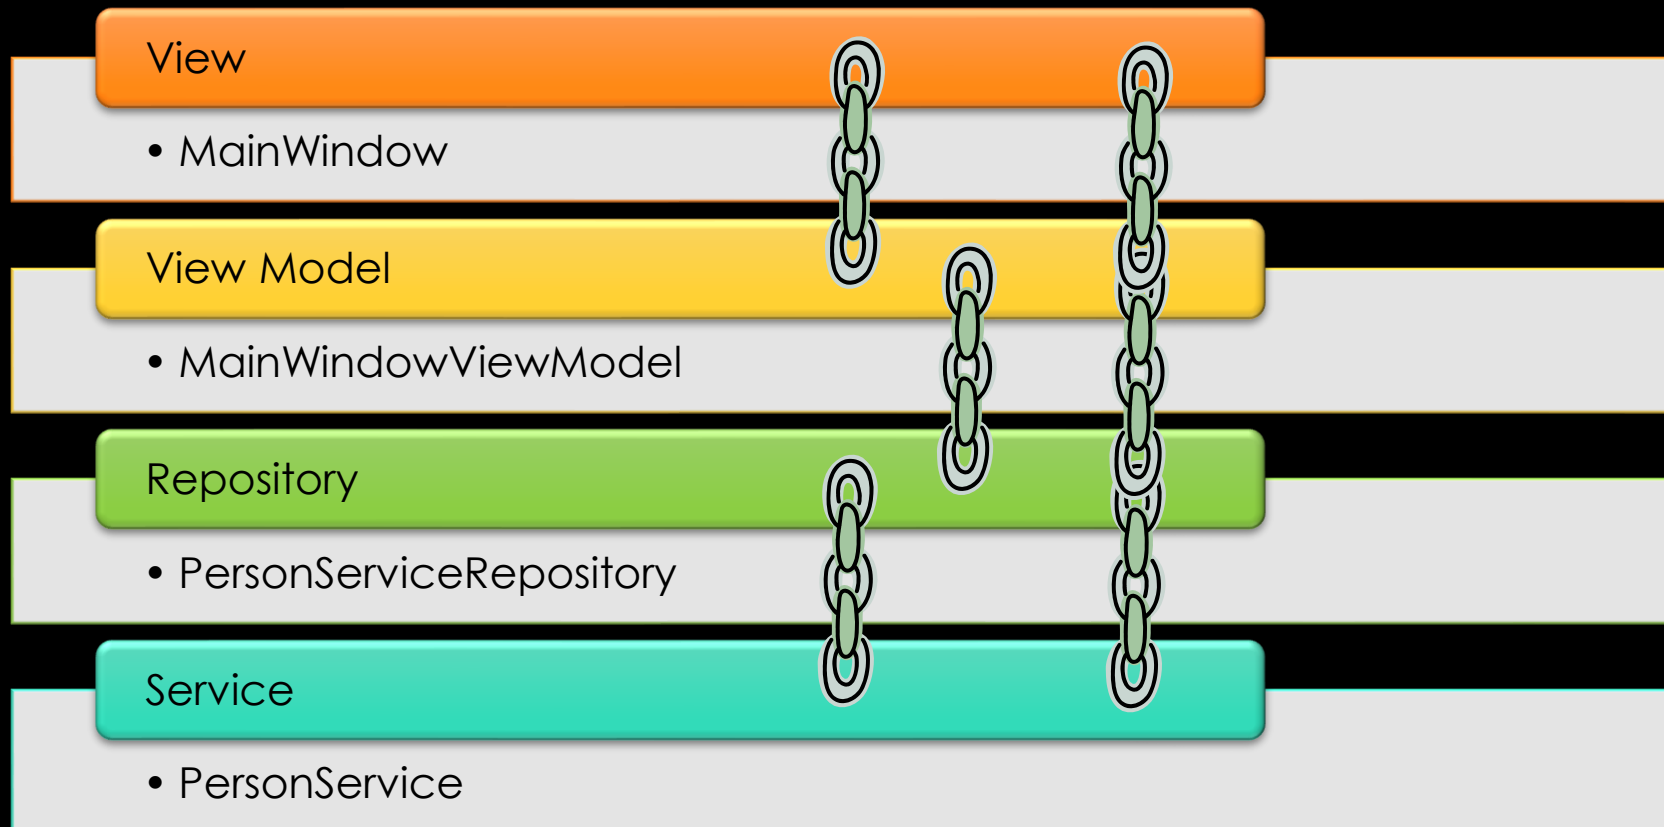 View
• MainWindow
View Model
• MainWindowViewModel
Repository
• PersonServiceRepository
Service
• PersonService